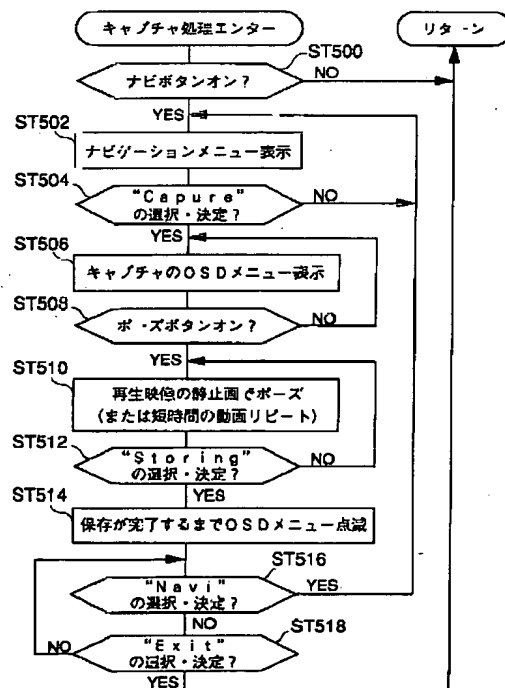 キャプチャ処理エンター
リターン
ST500
ナビボタンオン?
NO
YES
ST502
ナビゲーションメニュー表示
ST504
"Capure"
の選択・決定?
NO
YES
ST506
キャプチャのOSDメニュー表示
ST508
ポーズボタンオン?
NO
YES
ST510
再生映像の静止画でポーズ
(または短時間の動画リピート)
ST512
"Storing"
の選択・決定?
NO
YES
ST514
保存が完了するまでOSDメニュー点滅
ST516
"Navi"
の選択・決定?
YES
NO
ST518
"Exit"
の選択・決定?
NO
YES